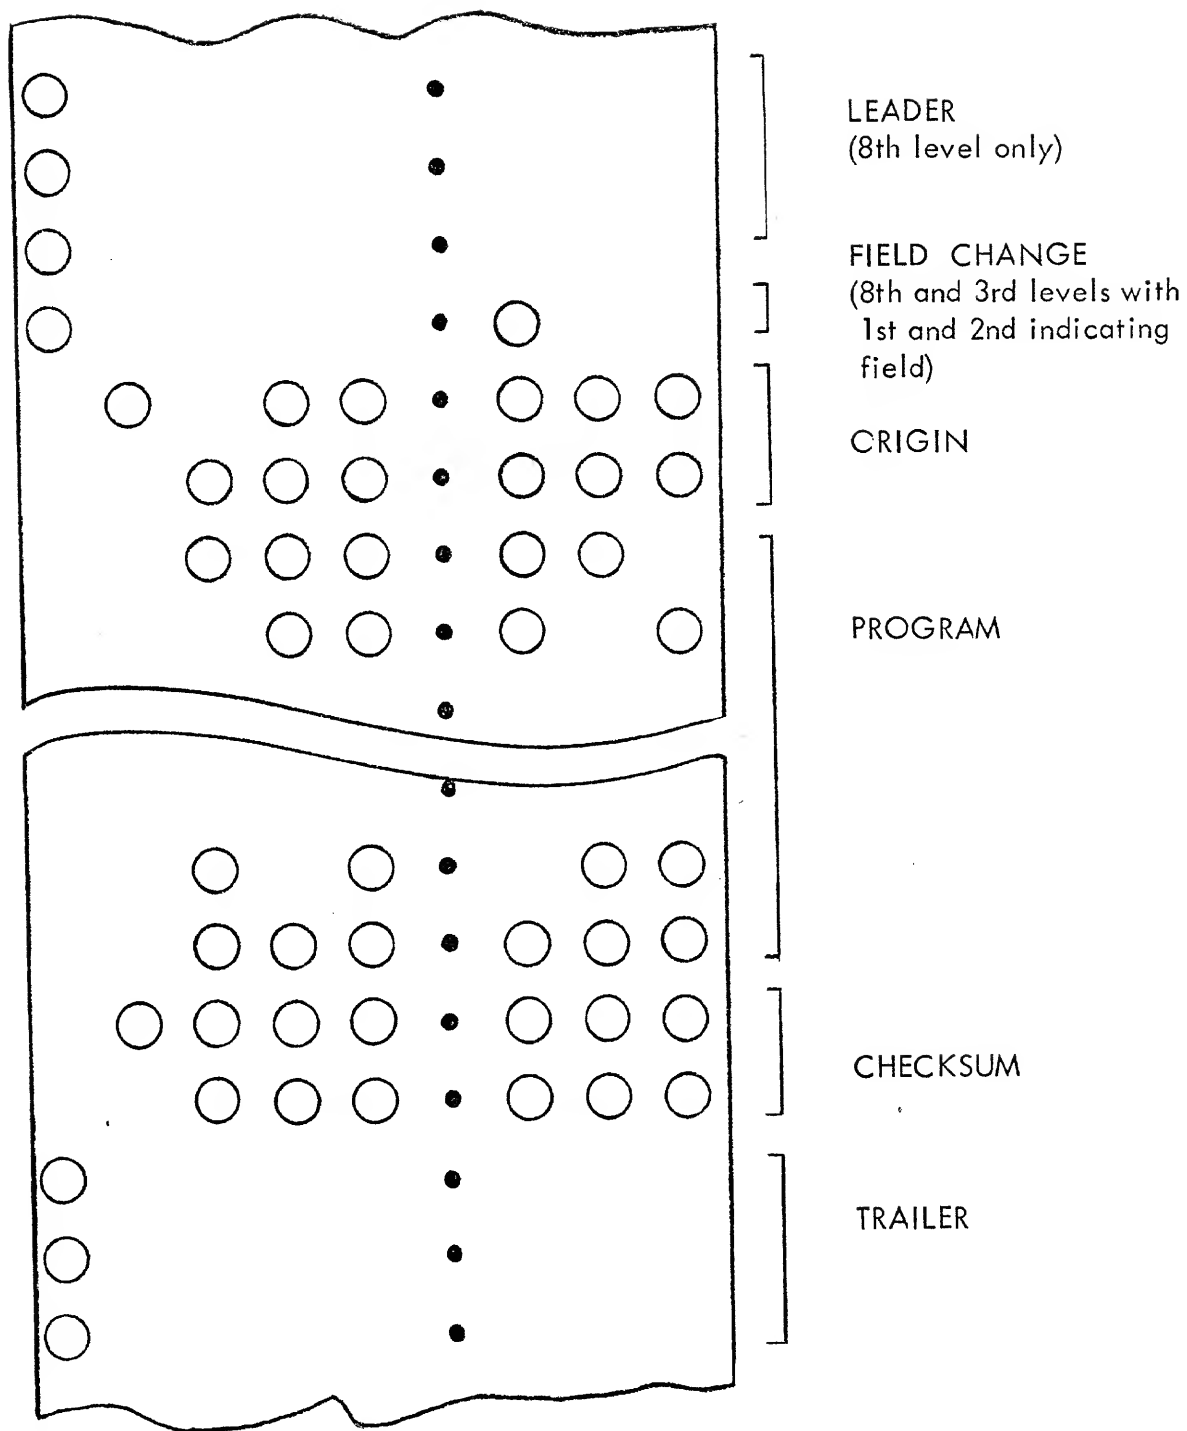 LEADER
(8th level only)
FIELD CHANGE
(8th and 3rd levels with
1st and 2nd indicating
field)
ORIGIN
PROGRAM
CHECKSUM
TRAILER